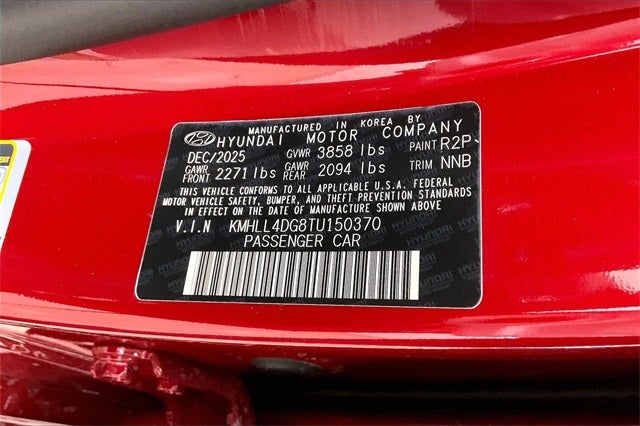 MANUFACTURED IN KOREA BY
HYUNDAI MOTOR COMPANY
DEC/2025 GVWR 3858 lbs PAINT R2P
GAWR FRONT 2271 lbs GAWR REAR 2094 lbs TRIM NNB
THIS VEHICLE CONFORMS TO ALL APPLICABLE U.S.A. FEDERAL
MOTOR VEHICLE SAFETY, BUMPER, AND THEFT PREVENTION STANDARDS
IN EFFECT ON THE DATE OF MANUFACTURE SHOWN ABOVE.
V.I.N KMHLL4DG8TU150370
PASSENGER CAR